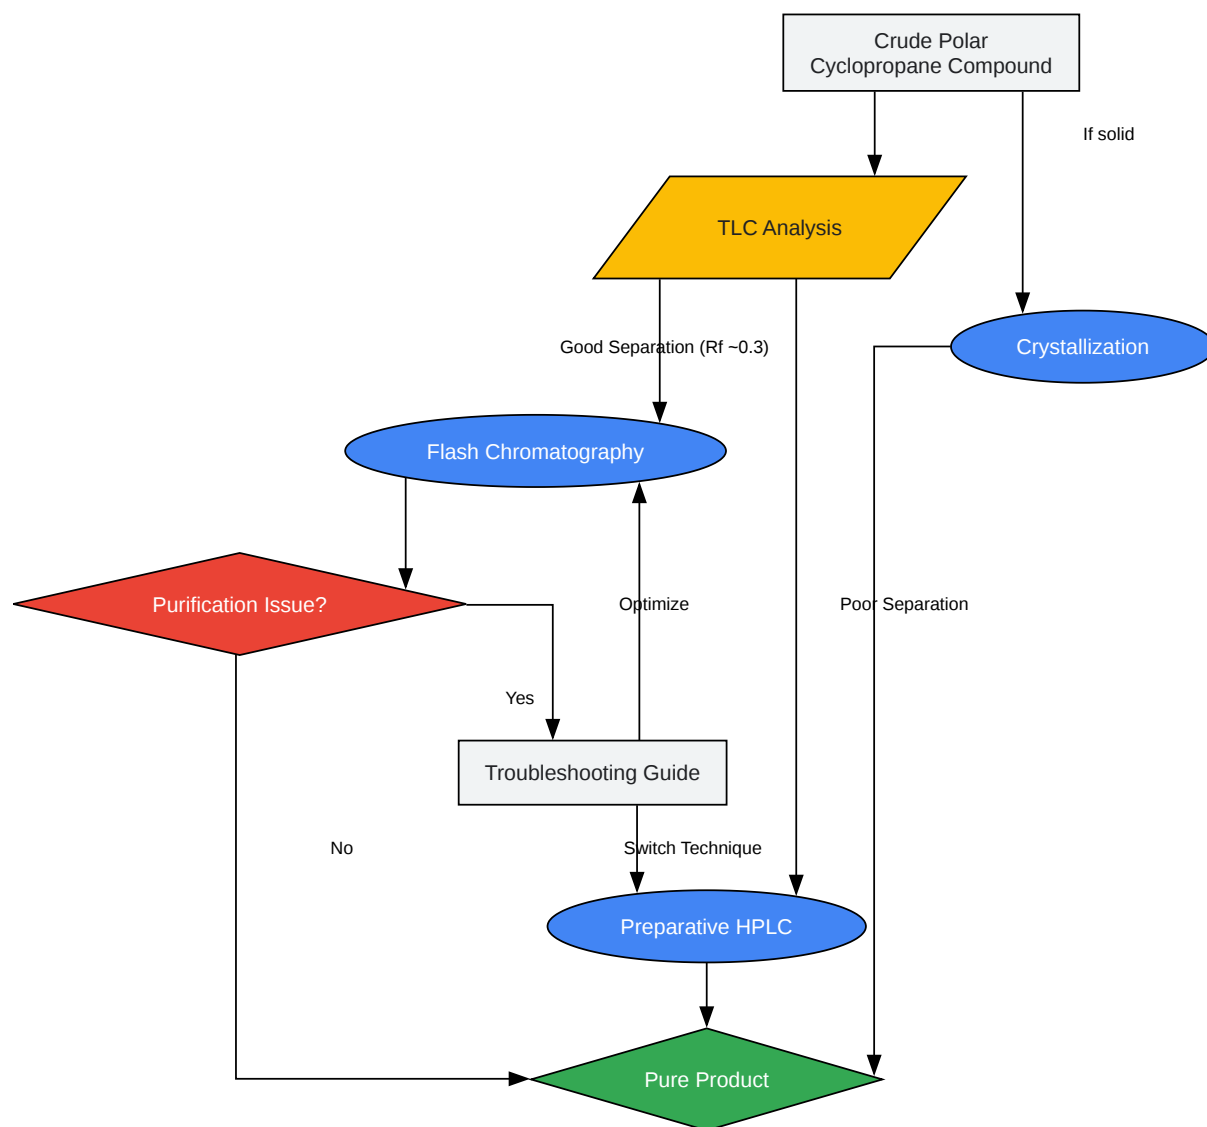 Crude Polar
Cyclopropane Compound
If solid
TLC Analysis
Good Separation (Rf ~0.3)
Crystallization
Flash Chromatography
Purification Issue?
Optimize
Poor Separation
Yes
Troubleshooting Guide
No
Switch Technique
Preparative HPLC
Pure Product